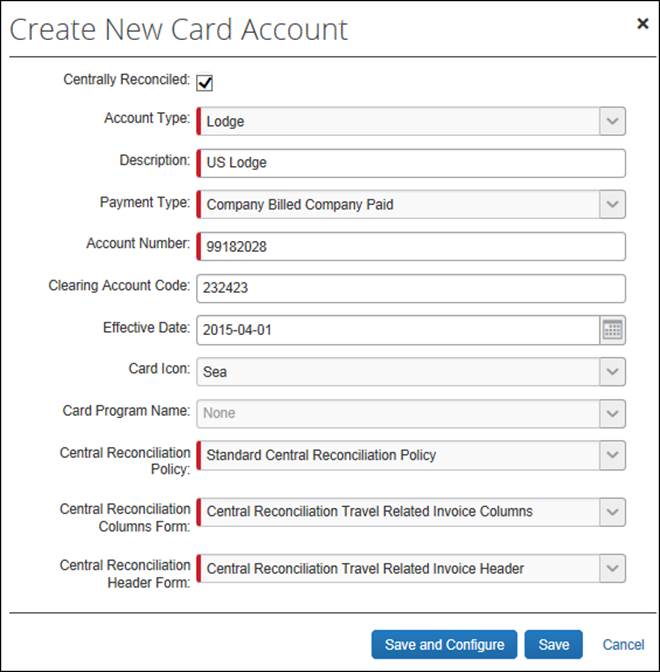 Create New Card Account ×
Centrally Reconciled:
Account Type: Lodge
Description: US Lodge
Payment Type: Company Billed Company Paid
Account Number: 99182028
Clearing Account Code: 232423
Effective Date: 2015-04-01
Card Icon: Sea
Card Program Name: None
Central Reconciliation Standard Central Reconciliation Policy
Policy:
Central Reconciliation Central Reconciliation Travel Related Invoice Columns
Columns Form:
Central Reconciliation Central Reconciliation Travel Related Invoice Header
Header Form:
Save and Configure Save Cancel